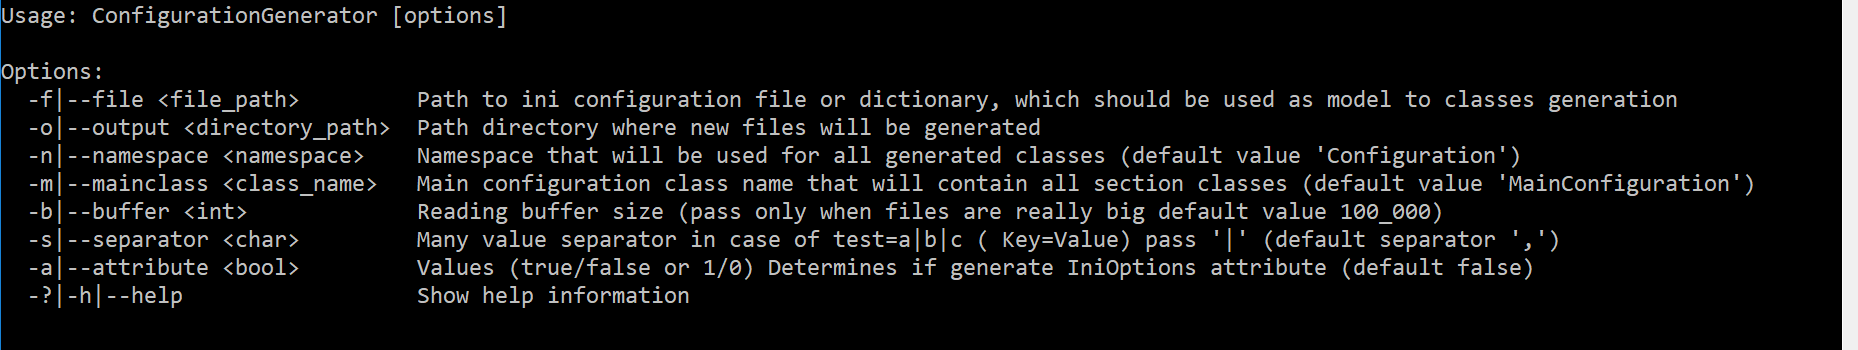 Usage: ConfigurationGenerator [options]
Options:
-f|--file <file_path> Path to ini configuration file or dictionary, which should be used as model to classes generation
-o|--output <directory_path> Path directory where new files will be generated
-n|--namespace <namespace> Namespace that will be used for all generated classes (default value 'Configuration')
-m|--mainclass <class_name> Main configuration class name that will contain all section classes (default value 'MainConfiguration')
-b|--buffer <int> Reading buffer size (pass only when files are really big default value 100_000)
-s|--separator <char> Many value separator in case of test=a|b|c ( Key=Value) pass '|' (default separator ',')
-a|--attribute <bool> Values (true/false or 1/0) Determines if generate IniOptions attribute (default false)
-?|-h|--help Show help information